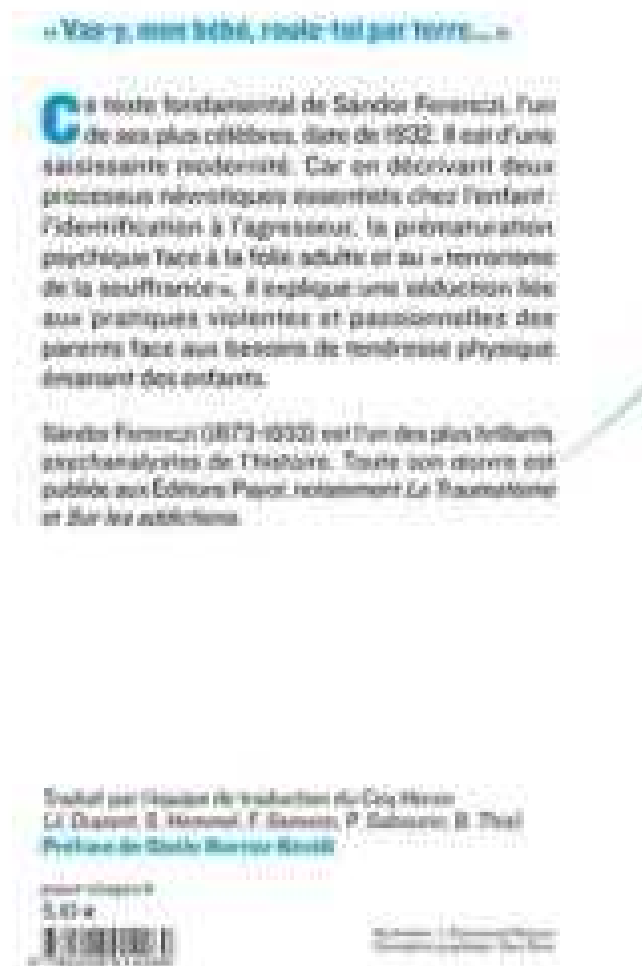 « Vas-y, mon bébé, roule-toi par terre... »
Ce texte fondamental de Sándor Ferenczi, l'un
de ses plus célèbres, date de 1932. Il est d'une
saisissante modernité. Car en décrivant deux
processus névrotiques essentiels chez l'enfant :
l'identification à l'agresseur, la prématuration
psychique face à la folie adulte et au « terrorisme
de la souffrance », il explique une séduction liée
aux pratiques violentes et passionnelles des
parents face aux besoins de tendresse physique
émanant des enfants.
Sándor Ferenczi (1873-1933) est l'un des plus brillants
psychanalystes de l'histoire. Toute son œuvre est
publiée aux Éditions Payot, notamment Le Traumatisme
et Sur les addictions.
Traduit par l'équipe de traduction du Coq Héron
Préface de